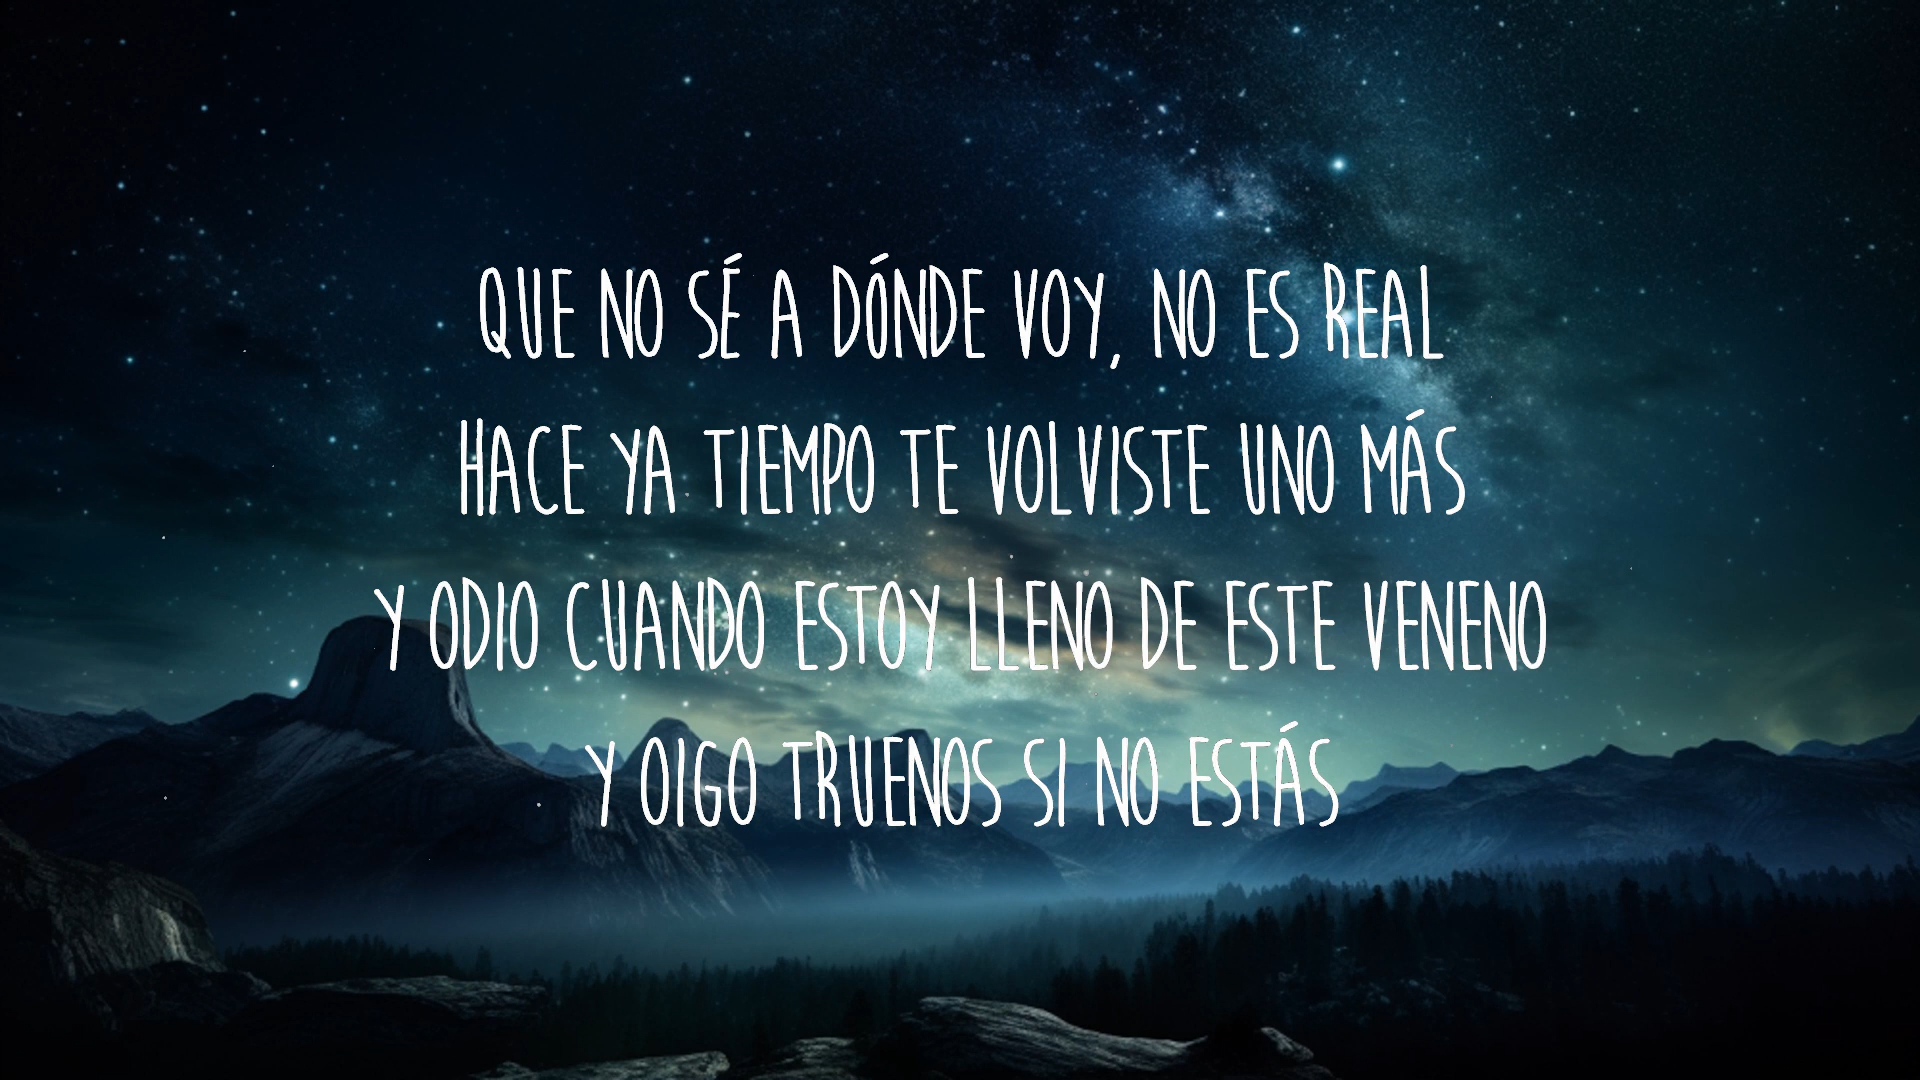 QUE NO SÉ A DÓNDE VOY, NO ES REAL
HACE YA TIEMPO TE VOLVISTE UNO MÁS
Y ODIO CUANDO ESTOY LLENO DE ESTE VENENO
Y OIGO TRUENOS SI NO ESTÁS